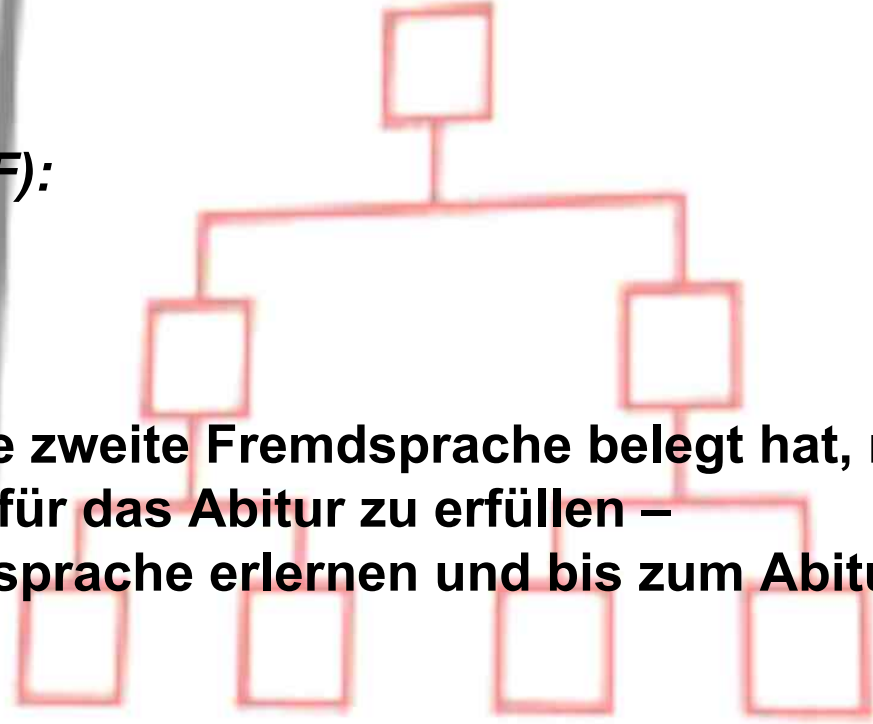 F):
e zweite Fremdsprache belegt hat,
für das Abitur zu erfüllen –
sprache erlernen und bis zum Abitu